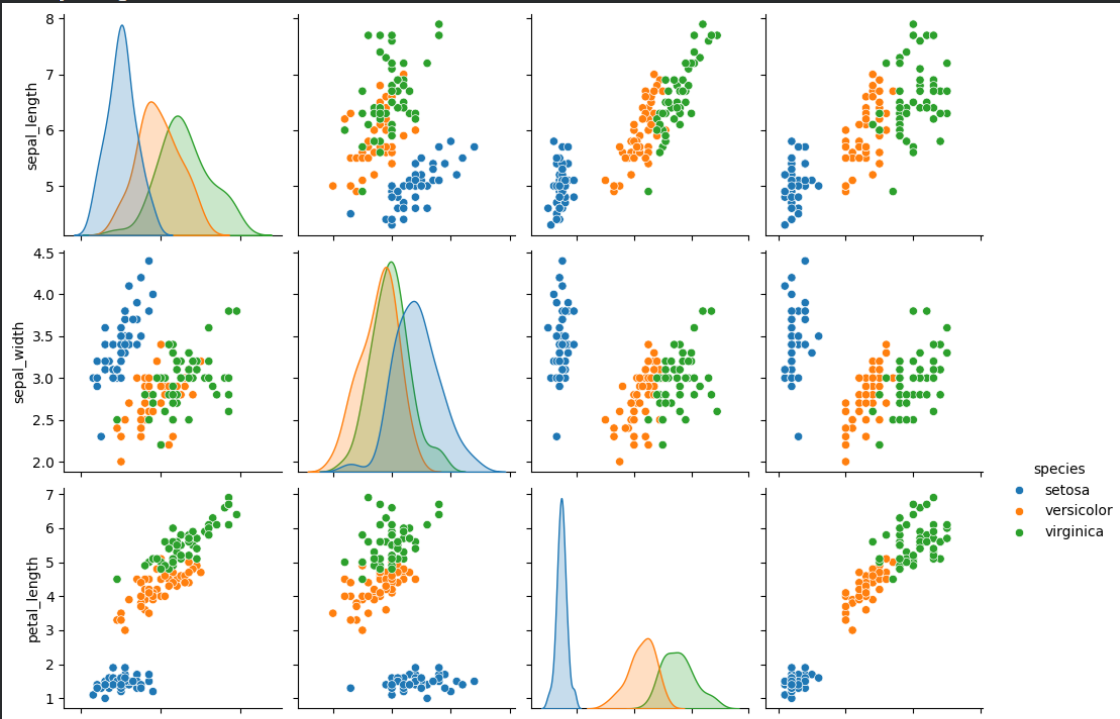 8
7
6
5
sepal_length
4.5
4.0
3.5
3.0
2.5
2.0
sepal_width
7
6
5
4
3
2
1
petal_length
species
setosa
versicolor
virginica